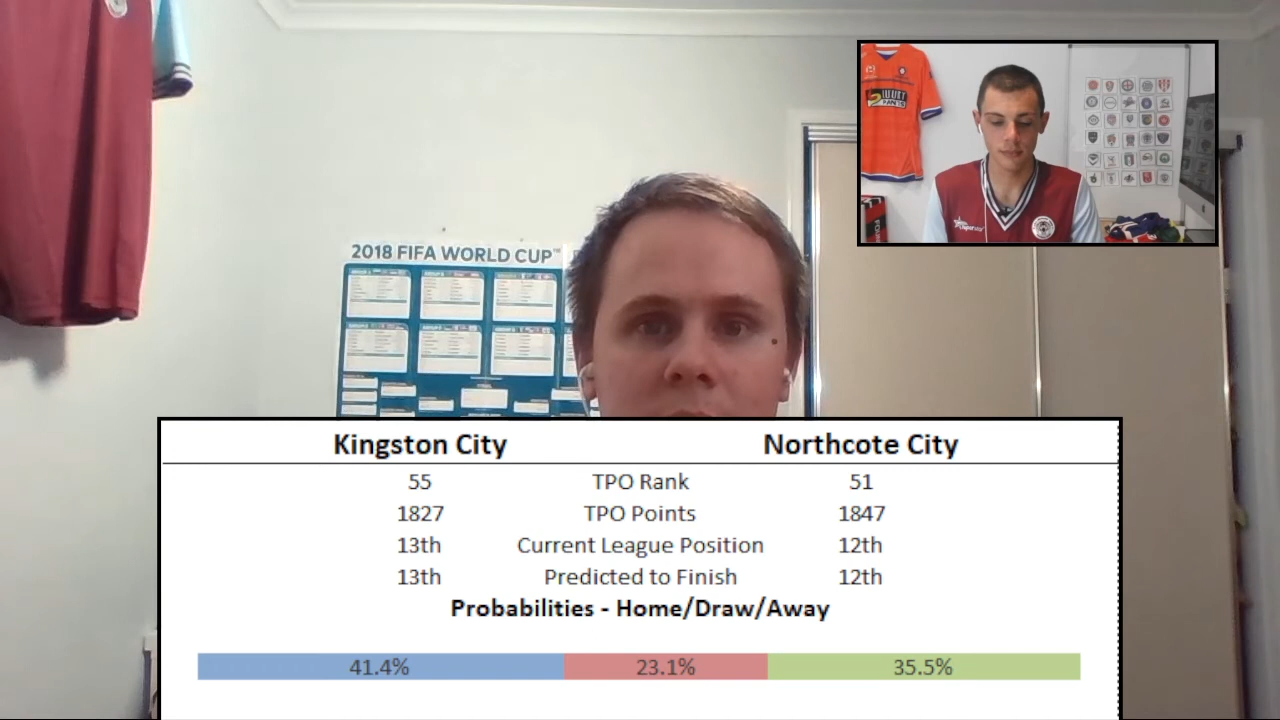 2018 FIFA WORLD CUP™
Kingston City Northcote City
55 TPO Rank 51
1827 TPO Points 1847
13th Current League Position 12th
13th Predicted to Finish 12th
Probabilities - Home/Draw/Away
41.4% 23.1% 35.5%